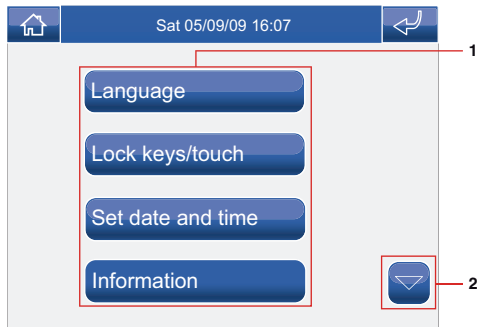 Sat 05/09/09 16:07
1
Language
Lock keys/touch
Set date and time
Information
2